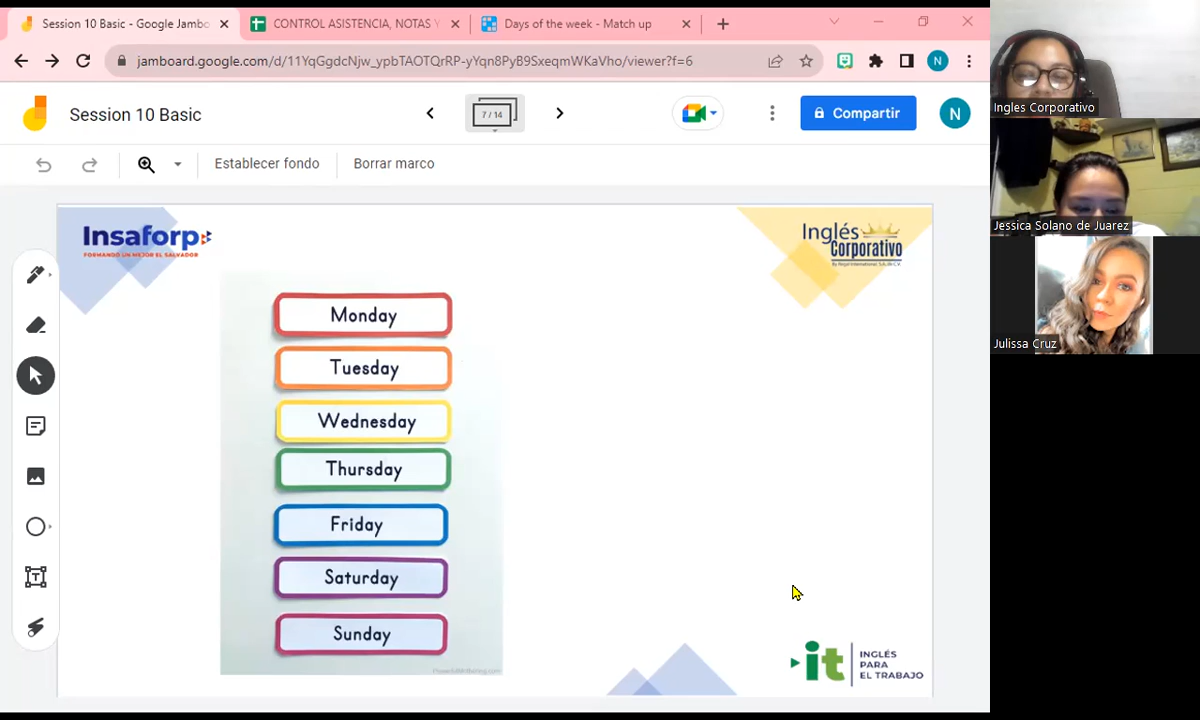 Session 10 Basic - Google Jambo
CONTROL ASISTENCIA, NOTAS Y
Days of the week - Match up
jamboard.google.com/d/11YqGgdcNjw_ypbTAOTQrRP-yYqn8PyB9SxeqmWKaVho/viewer?f=6
N
Session 10 Basic
7 / 14
Compartir
N
Establecer fondo
Borrar marco
Insaforp
FORMANDO UN MEJOR EL SALVADOR
Inglés
Corporativo
Monday
Tuesday
Wednesday
Thursday
Friday
Saturday
Sunday
it
INGLÉS
PARA
EL TRABAJO
Ingles Corporativo
Jessica Solano de Juarez
Julissa Cruz